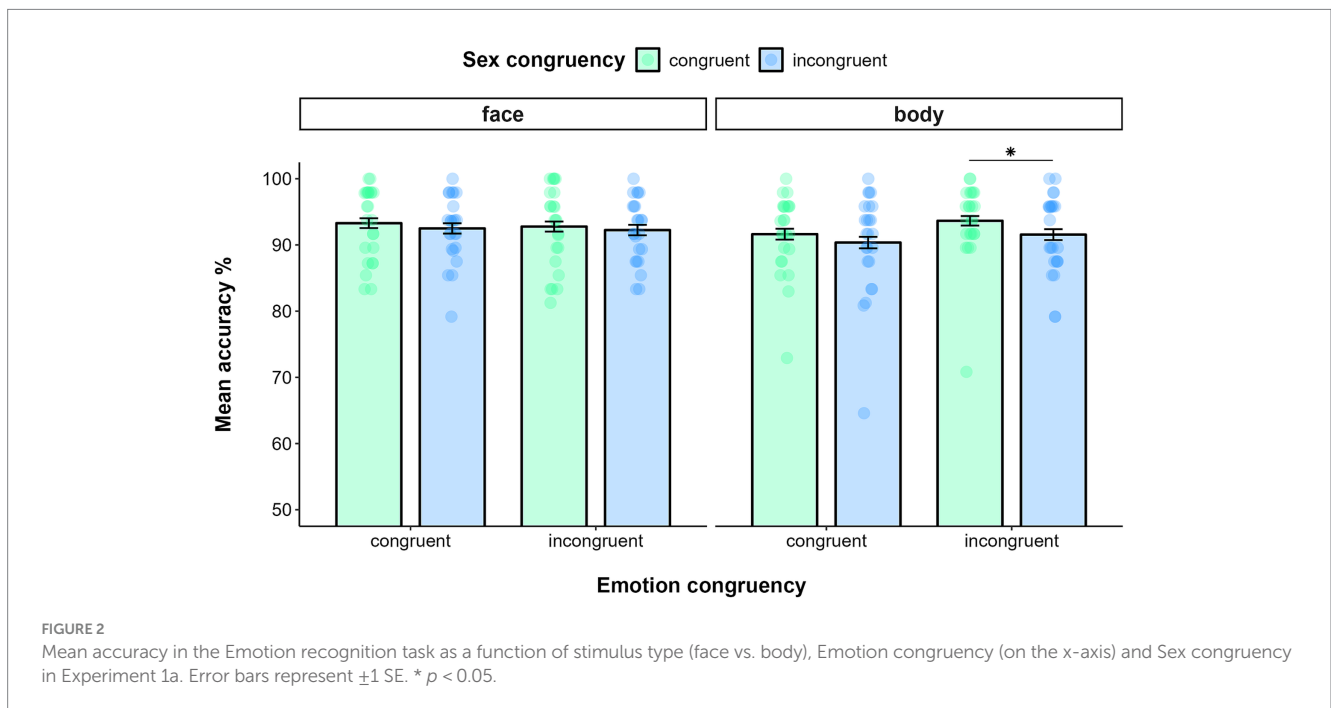 Sex congruency congruent incongruent
face body
*
Mean accuracy %
100
90
80
70
60
50
congruent incongruent congruent incongruent
Emotion congruency
FIGURE 2
Mean accuracy in the Emotion recognition task as a function of stimulus type (face vs. body), Emotion congruency (on the x-axis) and Sex congruency
in Experiment 1a. Error bars represent ±1 SE. * p < 0.05.